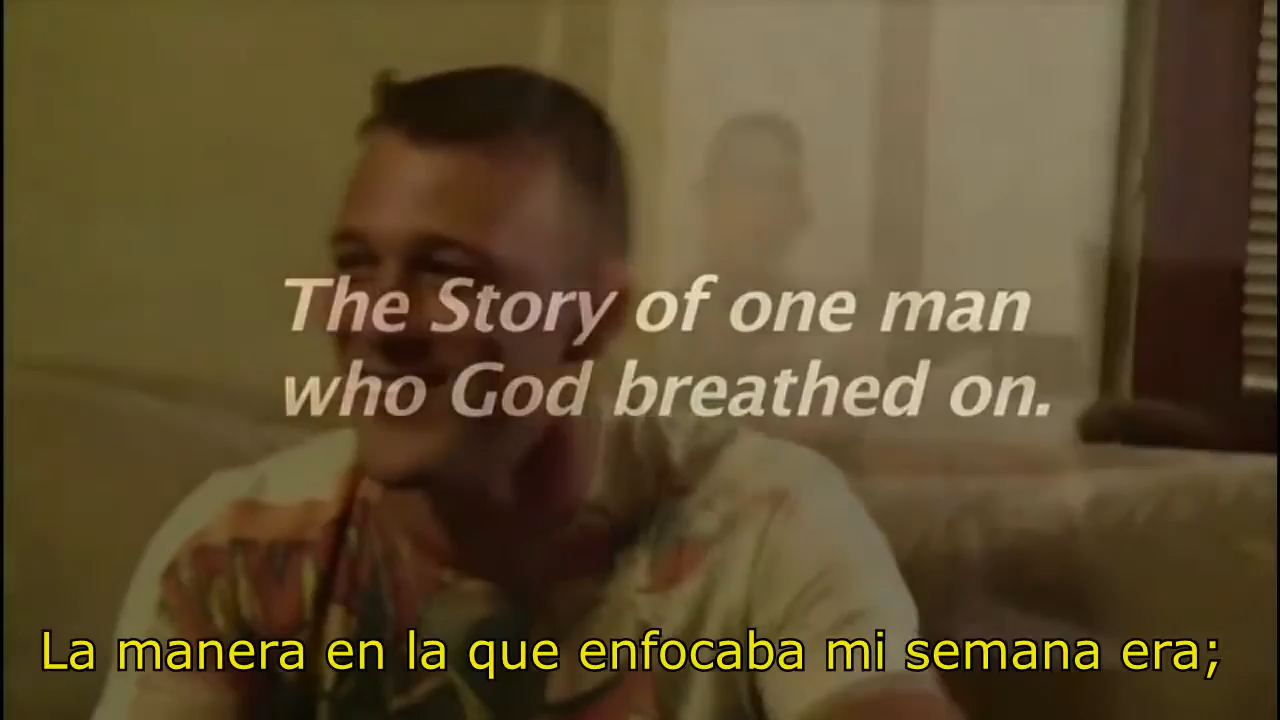 The Story of one man
who God breathed on.
La manera en la que enfocaba mi semana era;